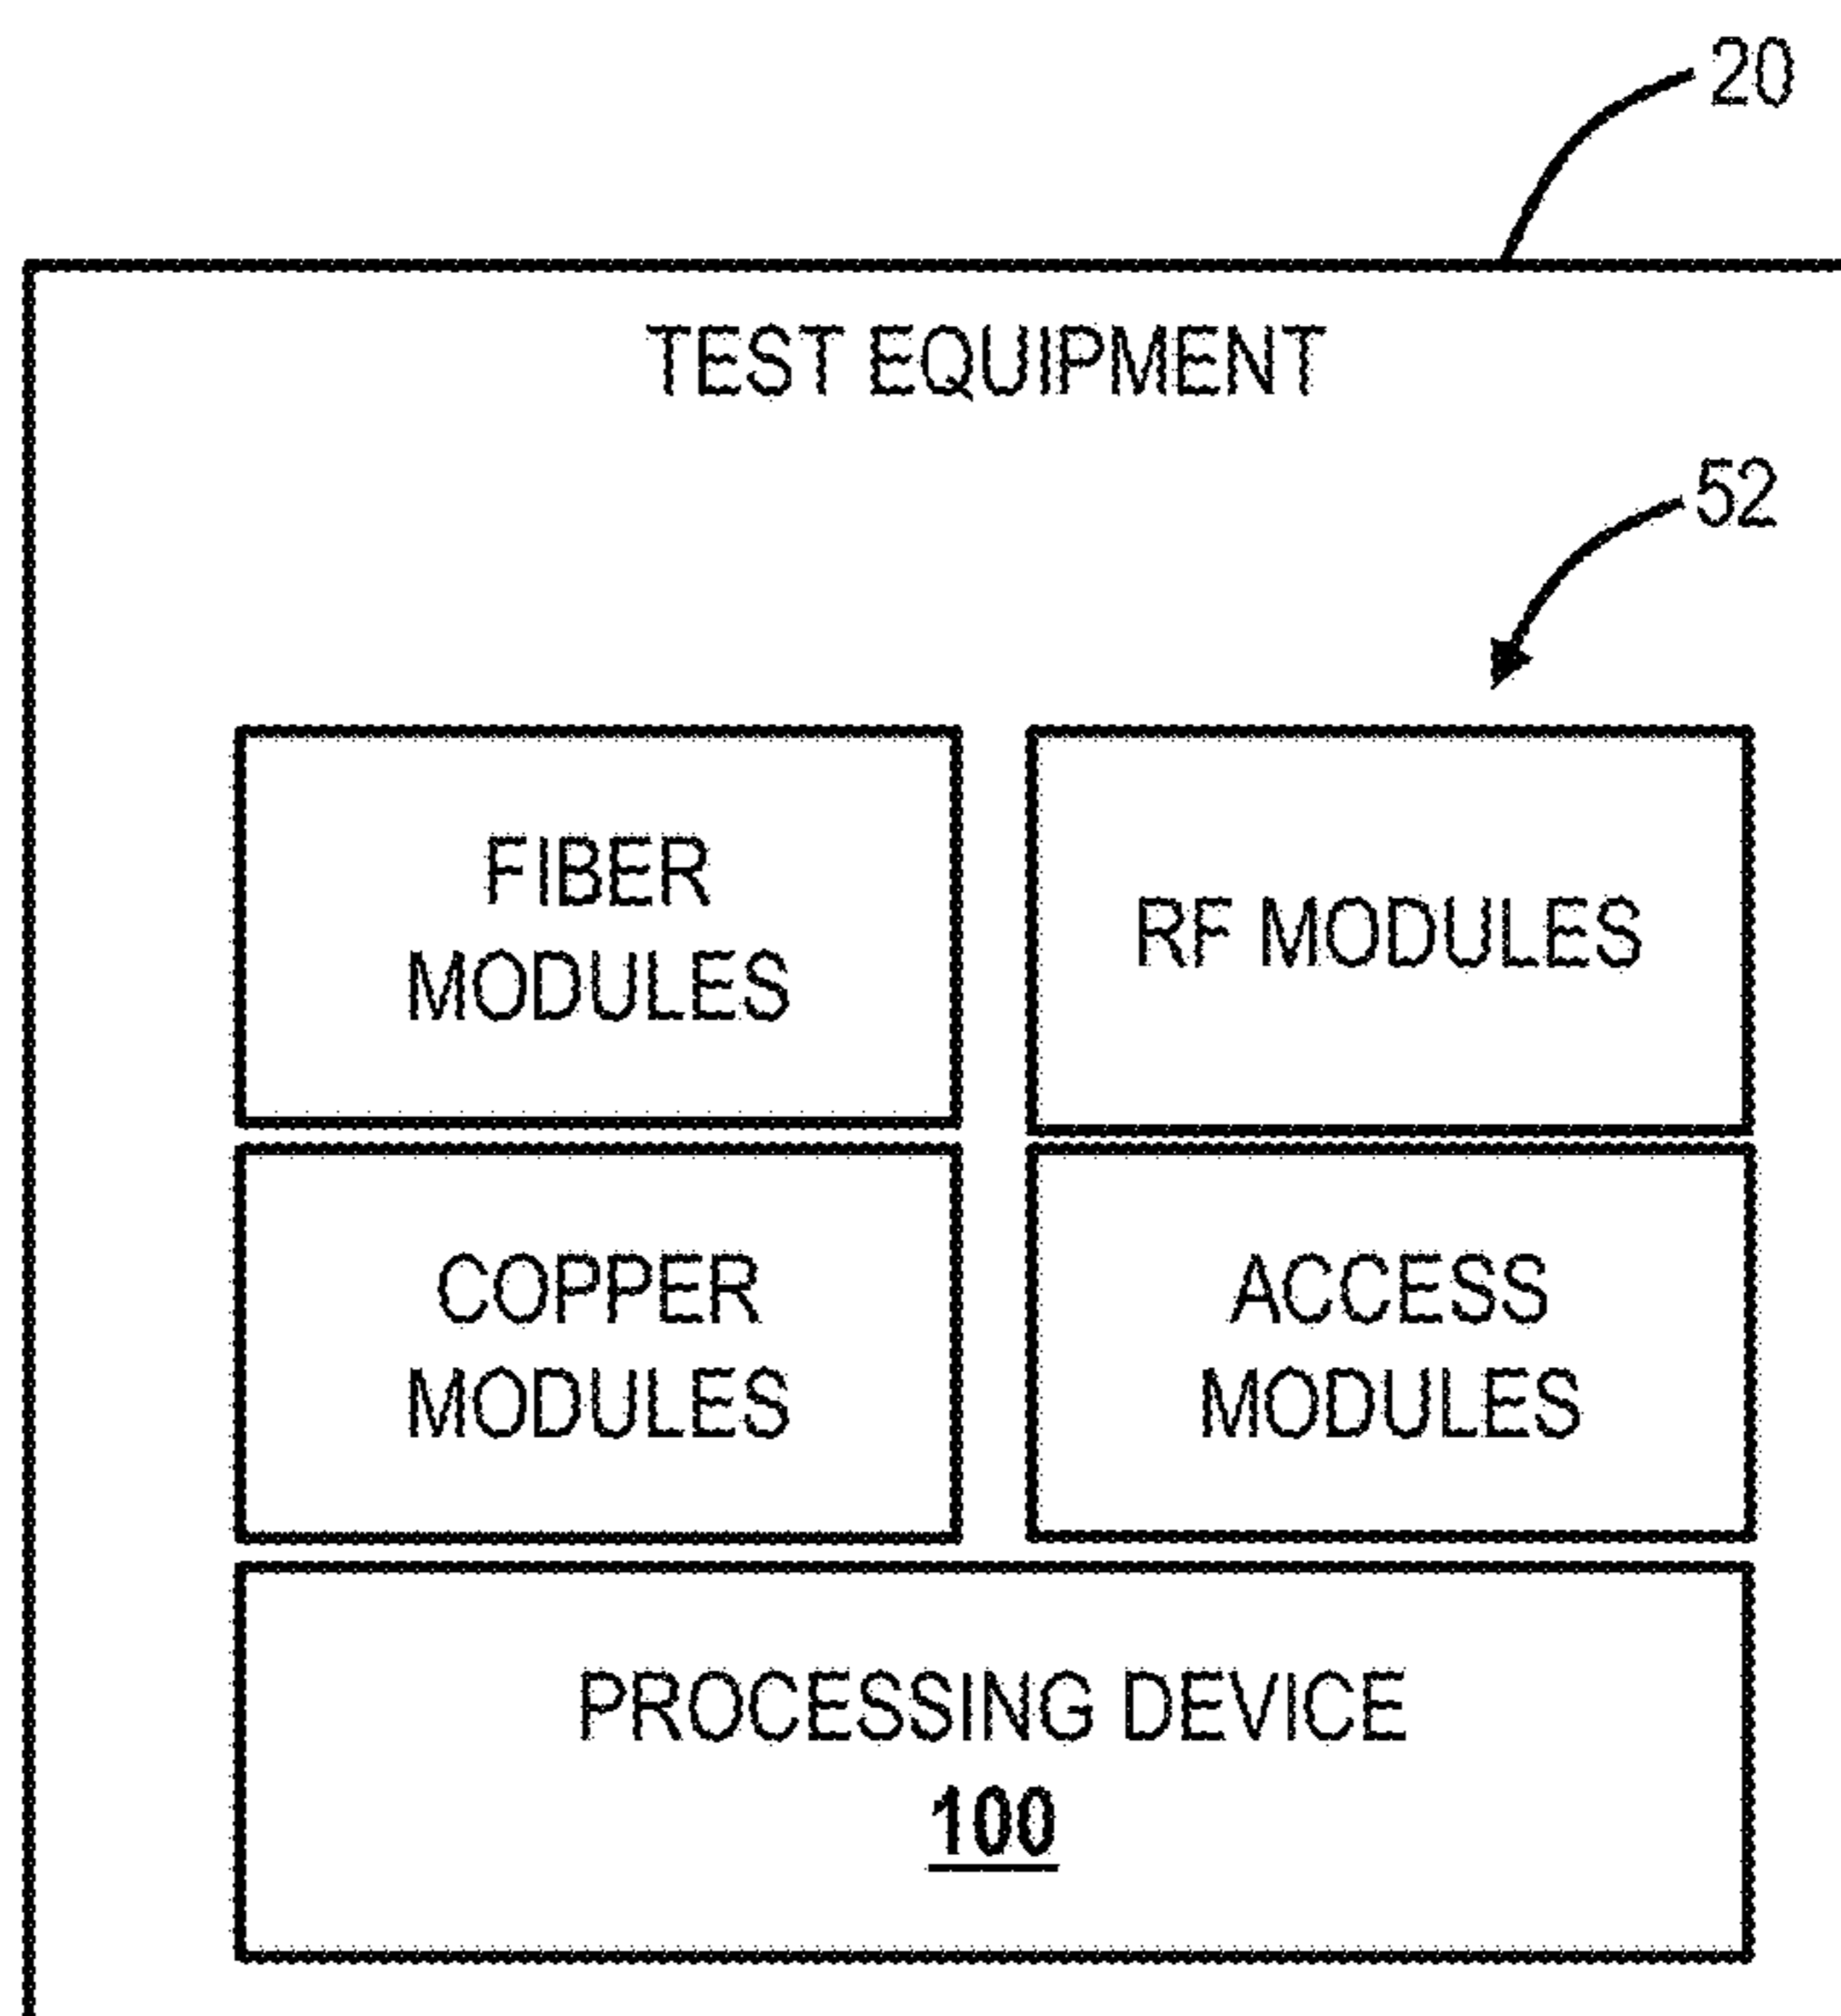 20
TEST EQUIPMENT
52
FIBER
MODULES
RF MODULES
COPPER
MODULES
ACCESS
MODULES
PROCESSING DEVICE
100